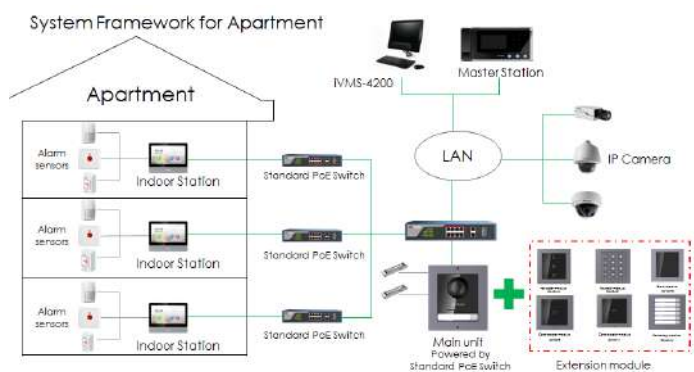 System Framework for Apartment
iVMS-4200
Master Station
Apartment
Alarm
sensors
Indoor Station
Standard PoE Switch
LAN
IP Camera
Alarm
sensors
Indoor Station
Standard PoE Switch
Alarm
sensors
Indoor Station
Standard PoE Switch
Main unit
Powered by
Standard PoE Switch
Extension module